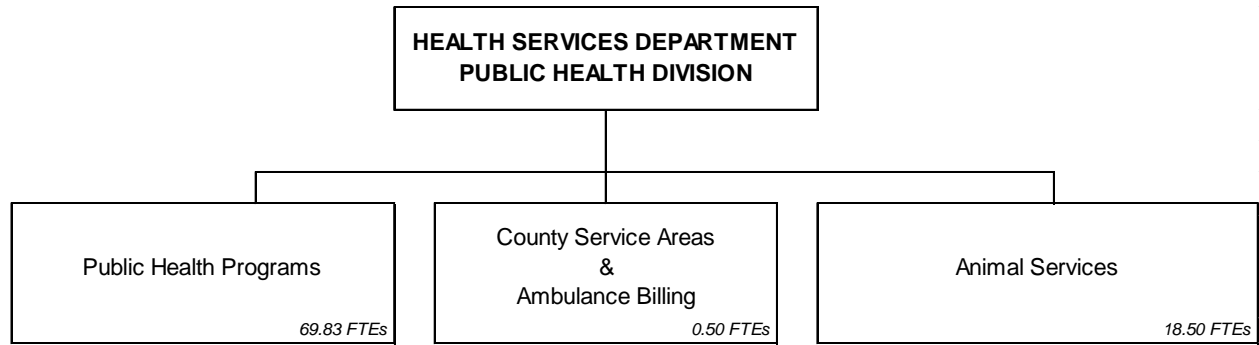 HEALTH SERVICES DEPARTMENT
PUBLIC HEALTH DIVISION
Public Health Programs
69.83 FTEs
County Service Areas
&
Ambulance Billing
0.50 FTEs
Animal Services
18.50 FTEs